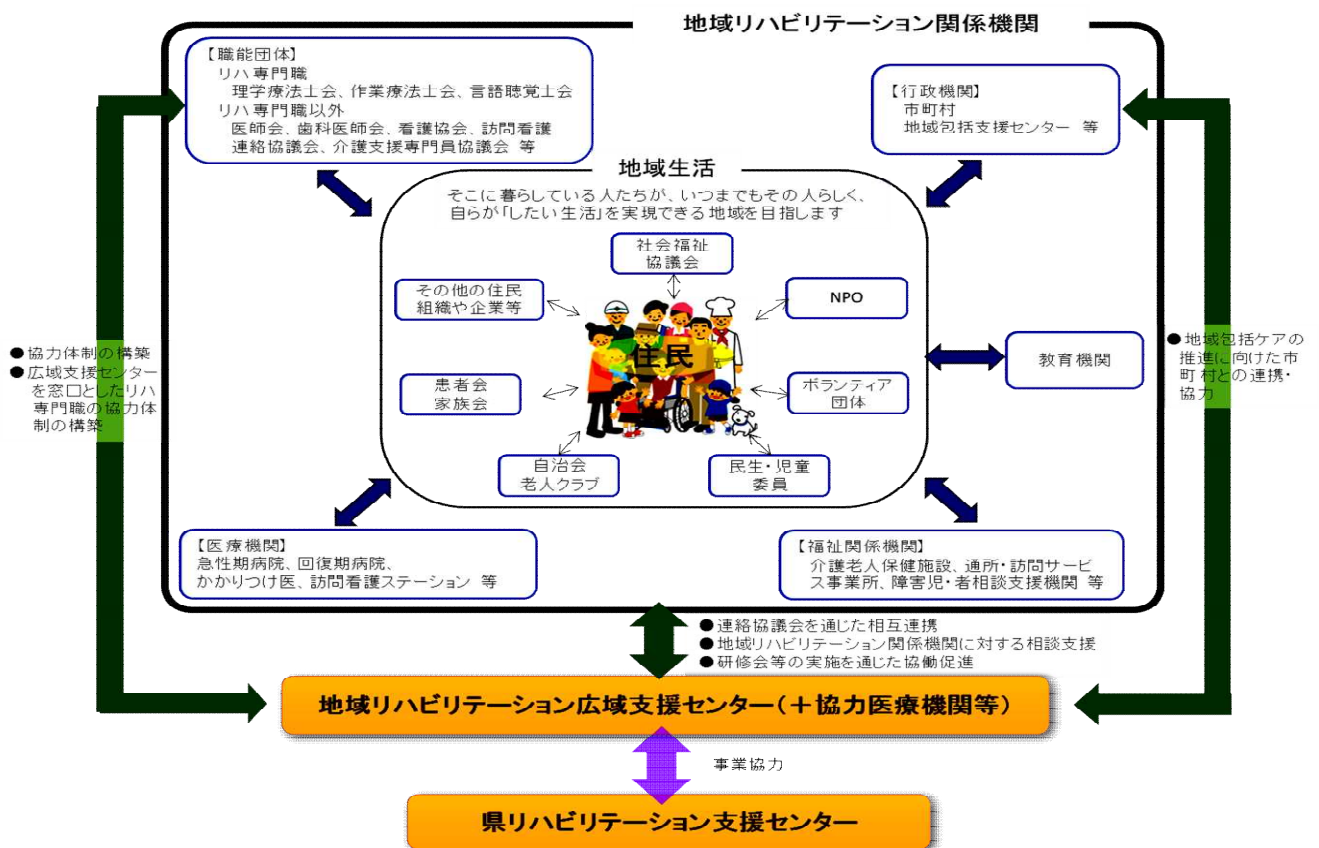 地域リハビリテーション関係機関
【職能団体】
リハ専門職
理学療法士会、作業療法士会、言語聴覚士会
リハ専門職以外
医師会、歯科医師会、看護協会、訪問看護
連絡協議会、介護支援専門員協議会 等
【行政機関】
市町村
地域包括支援センター 等
地域生活
そこに暮らしている人たちが、いつまでもその人らしく、
自らが「したい生活」を実現できる地域を目指します
社会福祉
協議会
その他の住民
組織や企業等
NPO
住民
患者会
家族会
ボランティア
団体
自治会
老人クラブ
民生・児童
委員
教育機関
●協力体制の構築
●広域支援センター
を窓口としたリハ
専門職の協力体
制の構築
●地域包括ケアの
推進に向けた市
町村との連携・
協力
【医療機関】
急性期病院、回復期病院、
かかりつけ医、訪問看護ステーション 等
【福祉関係機関】
介護老人保健施設、通所・訪問サービ
ス事業所、障害児・者相談支援機関 等
●連絡協議会を通じた相互連携
●地域リハビリテーション関係機関に対する相談支援
●研修会等の実施を通じた協働促進
地域リハビリテーション広域支援センター（＋協力医療機関等）
事業協力
県リハビリテーション支援センター